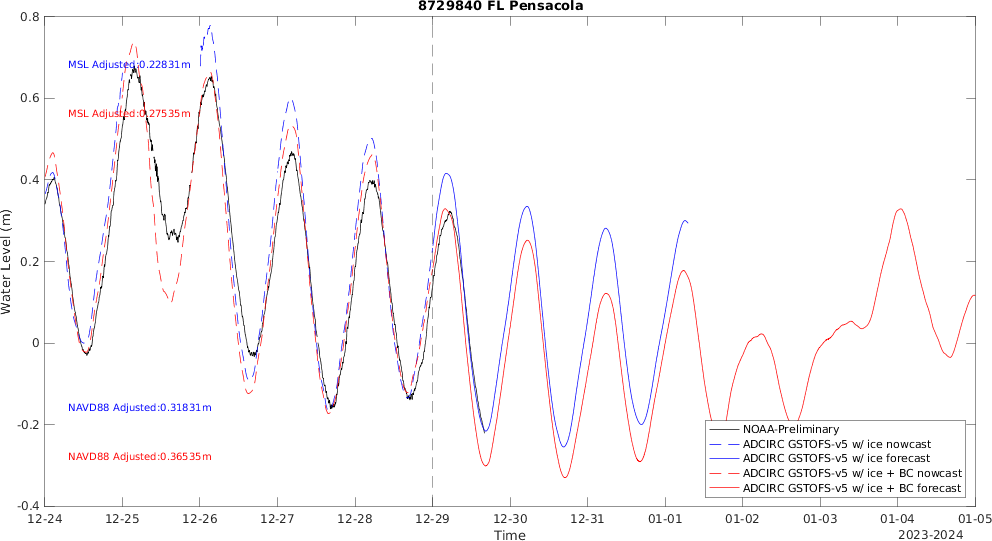 8729840 FL Pensacola
0.8
0.6
0.4
0.2
0
-0.2
-0.4
Water Level (m)
MSL Adjusted:0.22831m
MSL Adjusted:0.27535m
NAVD88 Adjusted:0.31831m
NAVD88 Adjusted:0.36535m
NOAA-Preliminary
ADCIRC GSTOFS-v5 w/ ice nowcast
ADCIRC GSTOFS-v5 w/ ice forecast
ADCIRC GSTOFS-v5 w/ ice + BC nowcast
ADCIRC GSTOFS-v5 w/ ice + BC forecast
12-24 12-25 12-26 12-27 12-28 12-29 12-30 12-31 01-01 01-02 01-03 01-04 01-05
Time
2023-2024